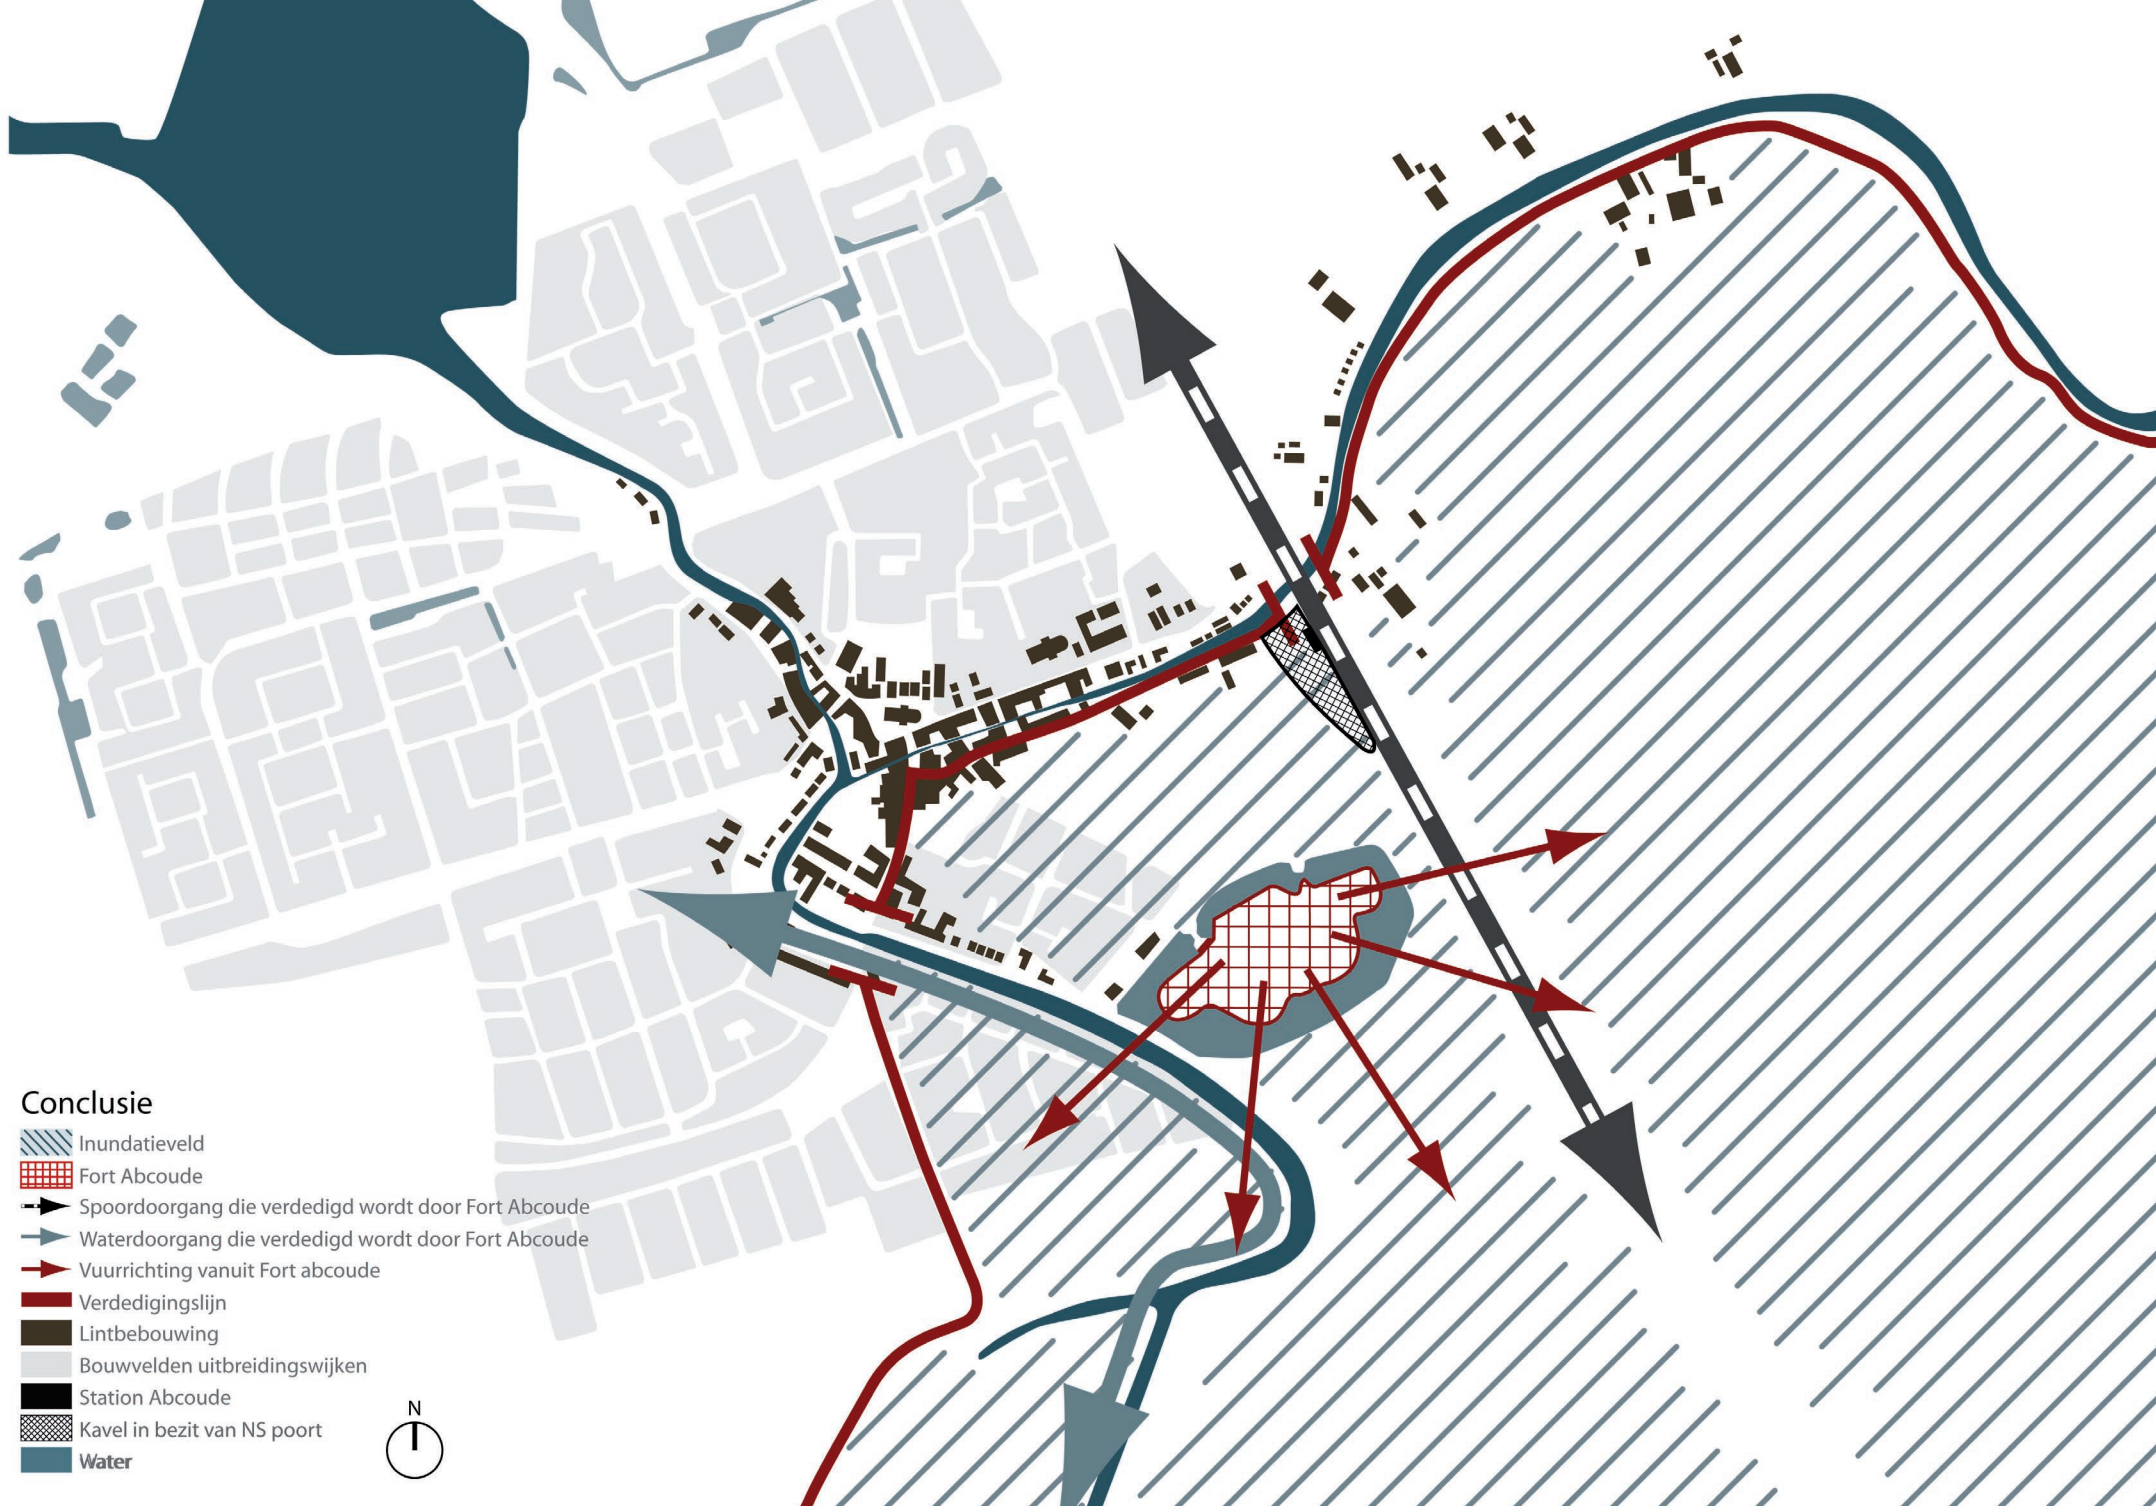 Conclusie
Inundatieveld
Fort Abcoude
Spoordoorgang die verdedigd wordt door Fort Abcoude
Waterdoorgang die verdedigd wordt door Fort Abcoude
Vuurrichting vanuit Fort abcoude
Verdedigingslijn
Lintbebouwing
Bouwvelden uitbreidingswijken
Station Abcoude
Kavel in bezit van NS poort
Water
N